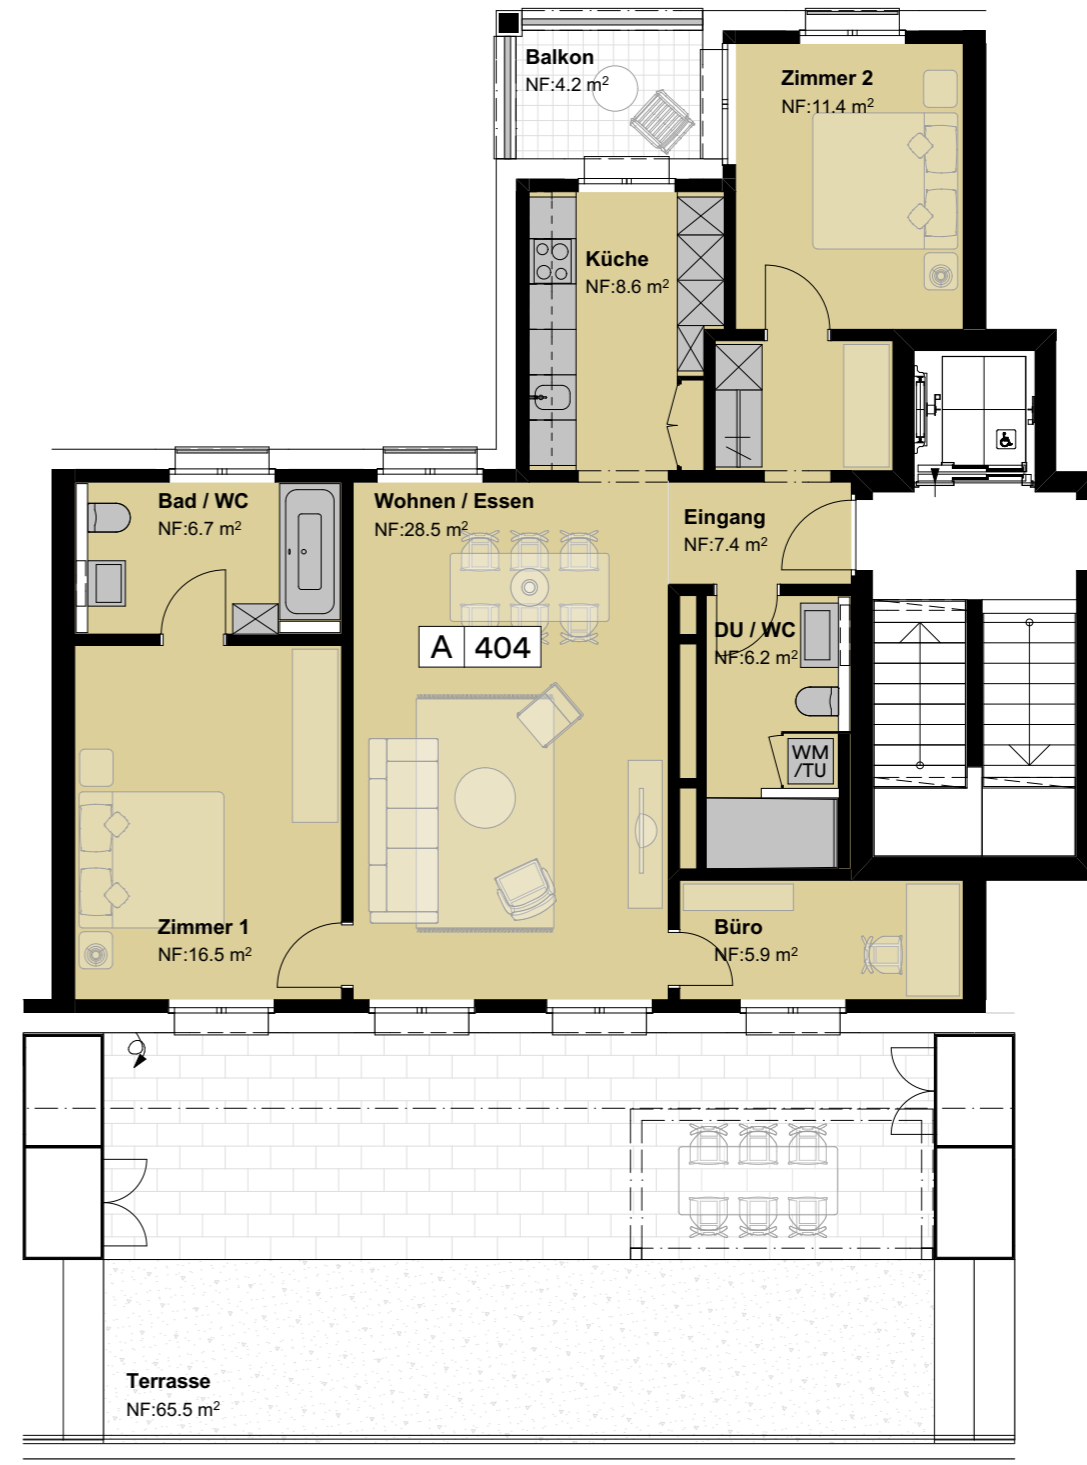 Balkon
NF:4.2 m²
Zimmer 2
NF:11.4 m²
Küche
NF:8.6 m²
Bad / WC
NF:6.7 m²
Wohnen / Essen
NF:28.5 m²
Eingang
NF:7.4 m²
A 404
DU / WC
NF:6.2 m²
WM
/TU
Zimmer 1
NF:16.5 m²
Büro
NF:5.9 m²
Terrasse
NF:65.5 m²